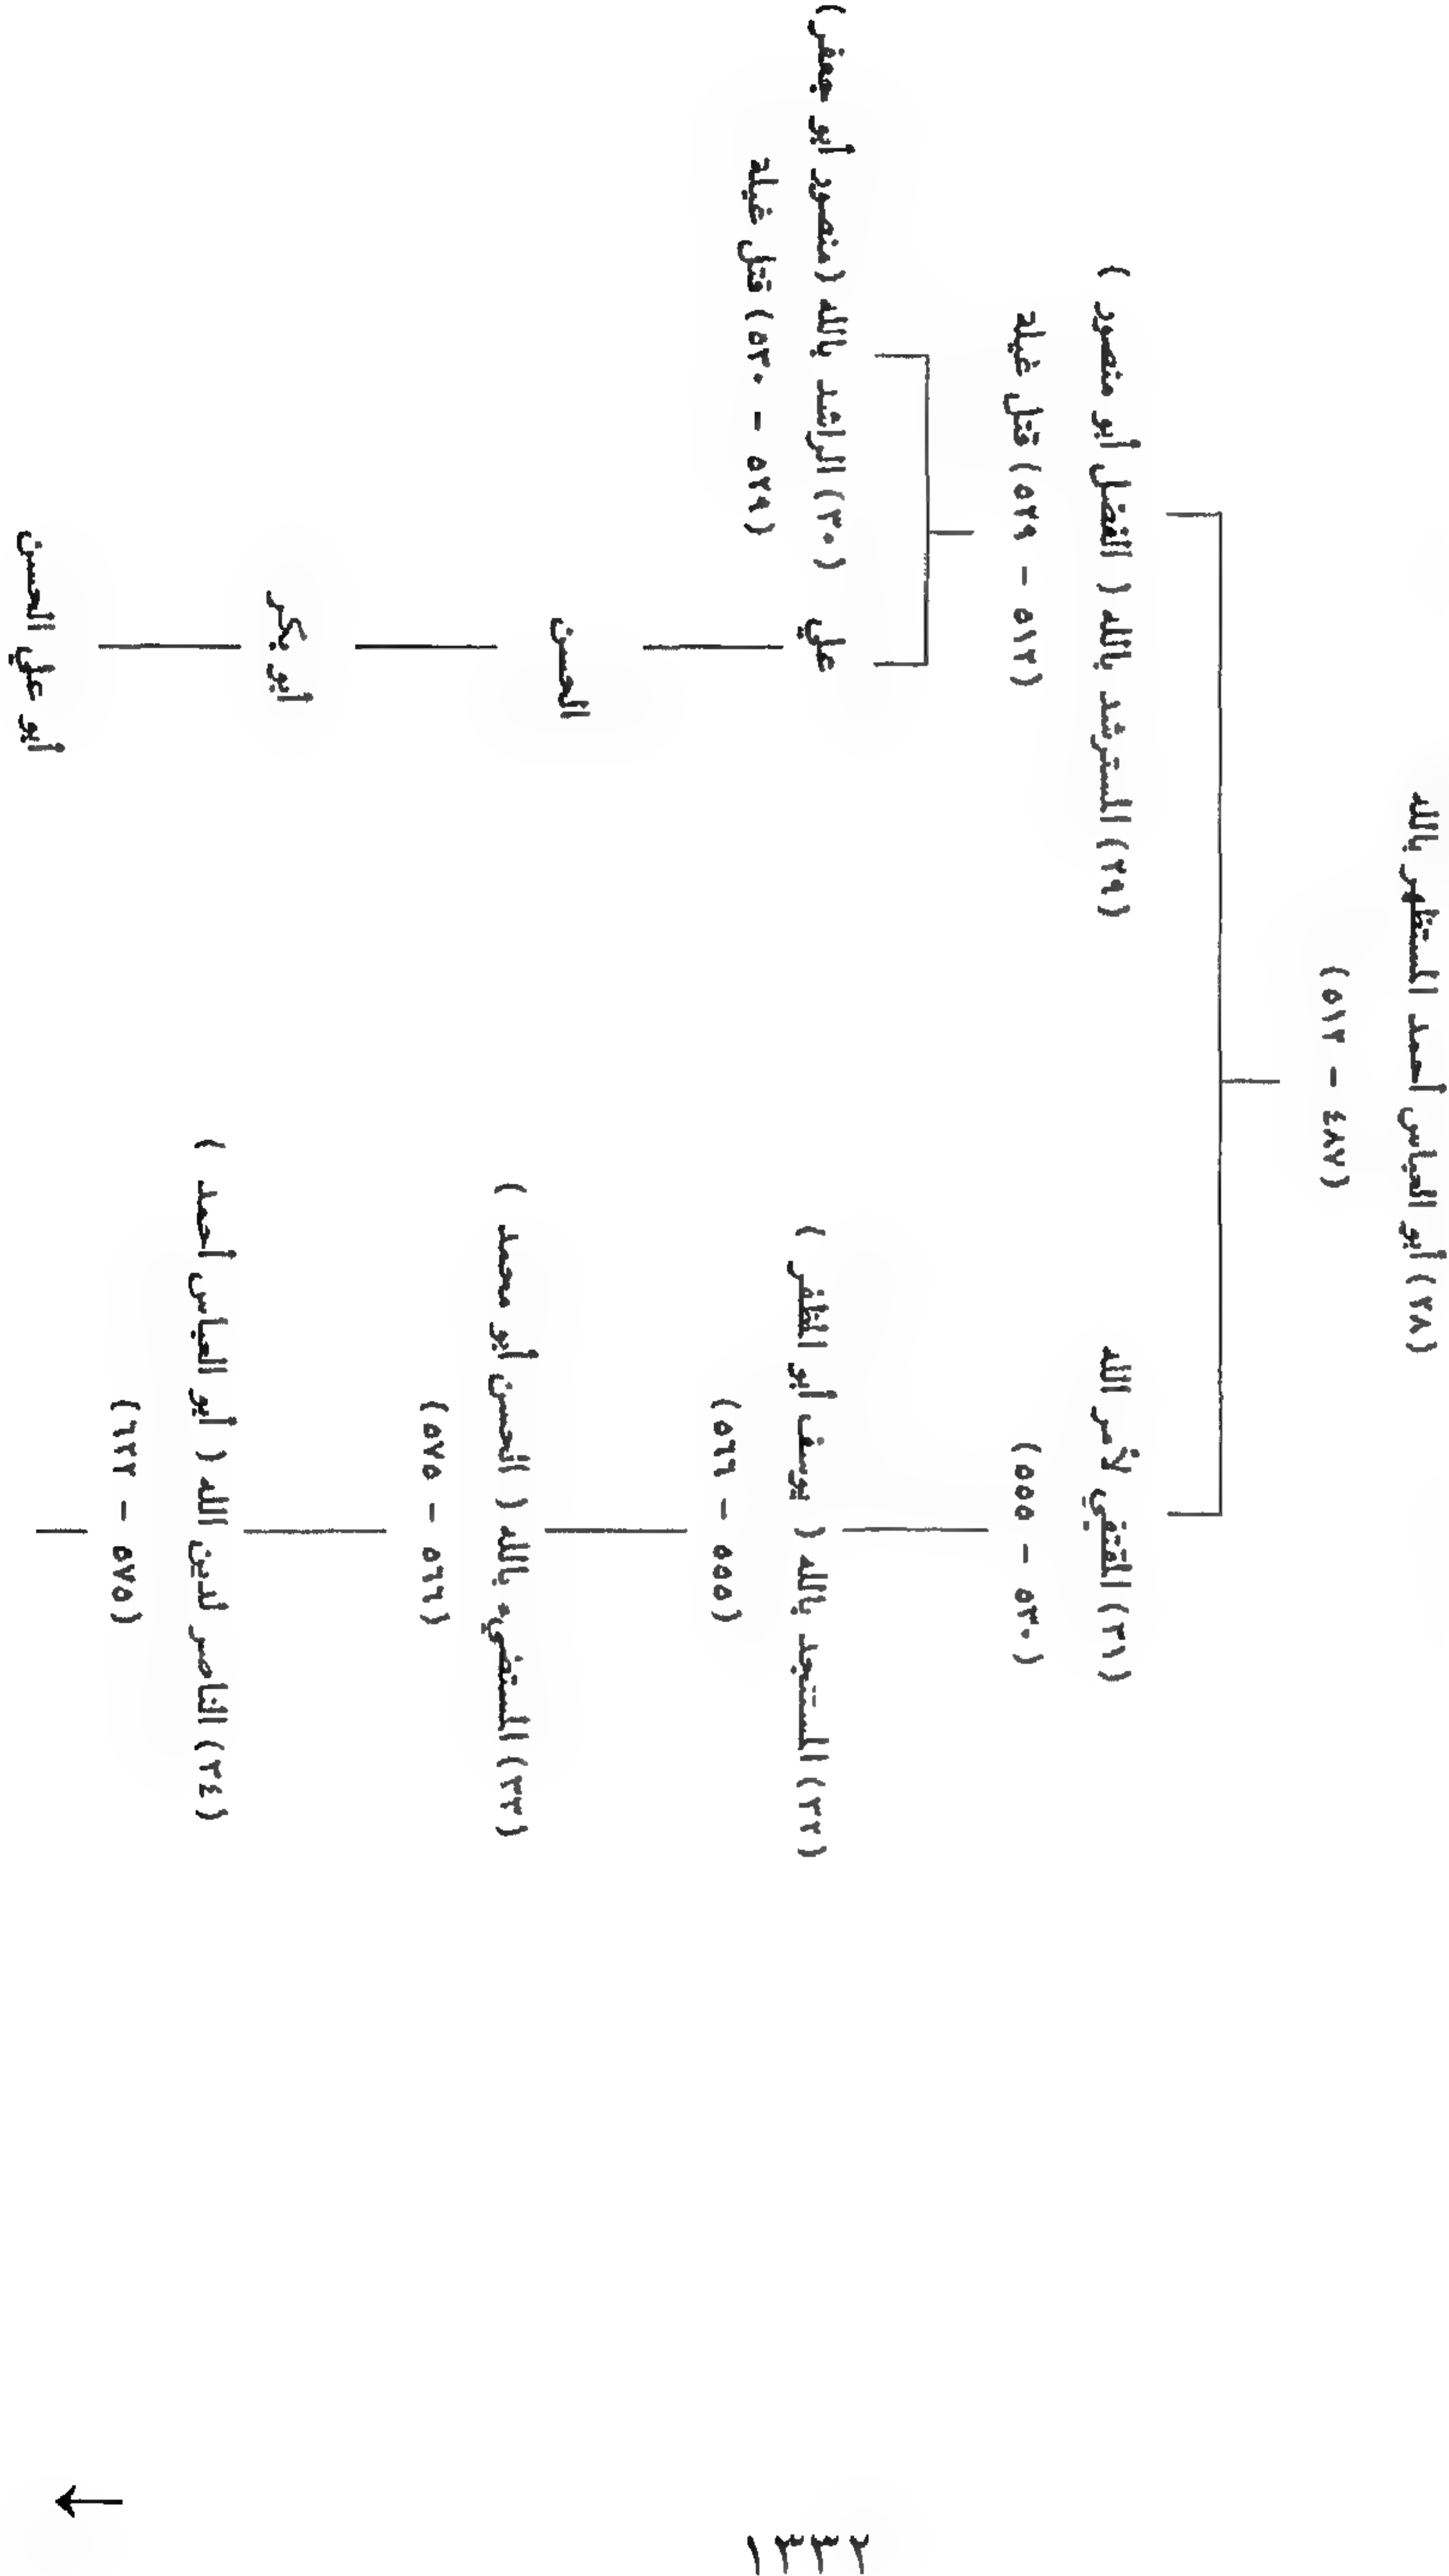 (٢٨) أبو العباس أحمد المستظهر بالله
(٤٨٧ - ٥١٢)
(٣١) المقتفي لأمر الله
(٥٣٠ - ٥٥٥)
(٢٩) المسترشد بالله ( الفضل أبو منصور )
(٥١٢ - ٥٢٩) قتل غيله
(٣٢) المستنجد بالله ( يوسف أبو المظفر )
(٥٥٥ - ٥٦٦)
علي
(٣٠) الراشد بالله (منصور أبو جعفر)
(٥٢٩ - ٥٣٠) قتل غيله
(٣٣) المستضيء بالله ( الحسن أبو محمد )
(٥٦٦ - ٥٧٥)
الحسن
(٣٤) الناصر لدين الله ( أبو العباس أحمد )
(٥٧٥ - ٦٢٢)
أبو بكر
أبو علي الحسن
١٣٣٢